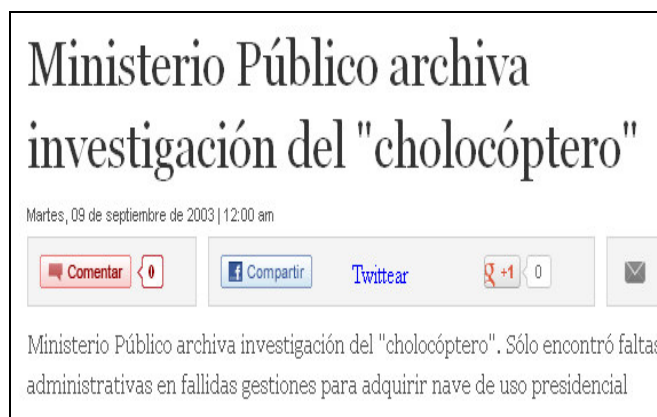 Ministerio Público archiva
investigación del "cholocóptero"
Martes, 09 de septiembre de 2003 | 12:00 am
Comentar 0 Compartir Twittear +1 0
Ministerio Público archiva investigación del "cholocóptero". Sólo encontró faltas
administrativas en fallidas gestiones para adquirir nave de uso presidencial